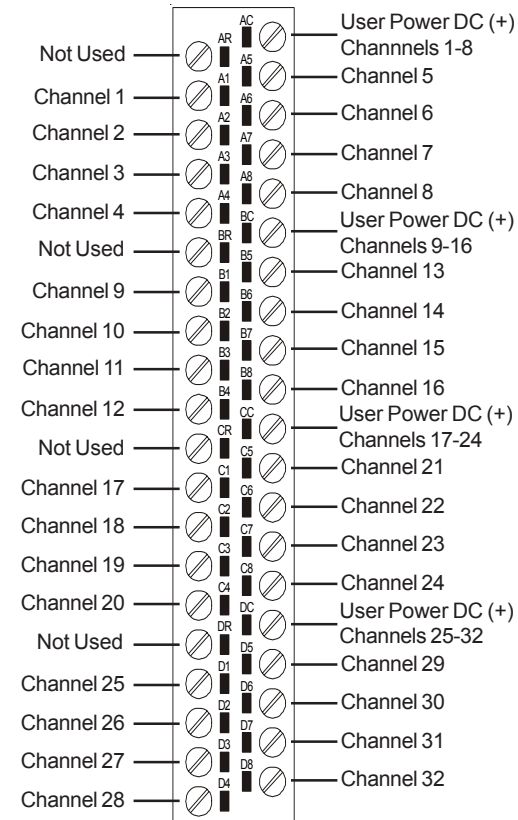 AC
User Power DC (+)
Channnels 1-8
Not Used
AR
A5
Channel 5
Channel 1
A1
A6
Channel 6
Channel 2
A2
A7
Channel 7
Channel 3
A3
A8
Channel 8
Channel 4
A4
BC
User Power DC (+)
Channels 9-16
Not Used
BR
B5
Channel 13
Channel 9
B1
B6
Channel 14
Channel 10
B2
B7
Channel 15
Channel 11
B3
B8
Channel 16
Channel 12
B4
CC
User Power DC (+)
Channels 17-24
Not Used
CR
C5
Channel 21
Channel 17
C1
C6
Channel 22
Channel 18
C2
C7
Channel 23
Channel 19
C3
C8
Channel 24
Channel 20
C4
DC
User Power DC (+)
Channels 25-32
Not Used
DR
D5
Channel 29
Channel 25
D1
D6
Channel 30
Channel 26
D2
D7
Channel 31
Channel 27
D3
D8
Channel 32
Channel 28
D4